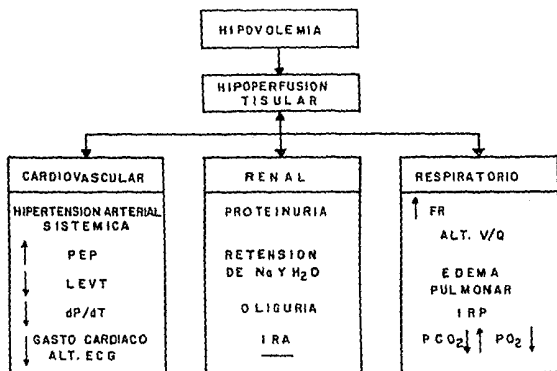 HIPOVOLEMIA
HIPOPERFUSION
TISULAR
CARDIOVASCULAR
HIPERTENSION ARTERIAL
SISTEMICA
↑ PEP
↓ LEVT
↓ dP/dT
↓ GASTO CARDIACO
ALT. ECG
RENAL
PROTEINURIA
RETENSION
DE Na Y H₂O
OLIGURIA
IRA
RESPIRATORIO
↑ FR
ALT. V/Q
EDEMA
PULMONAR
IRP
PCO₂ ↓↑ PO₂ ↓